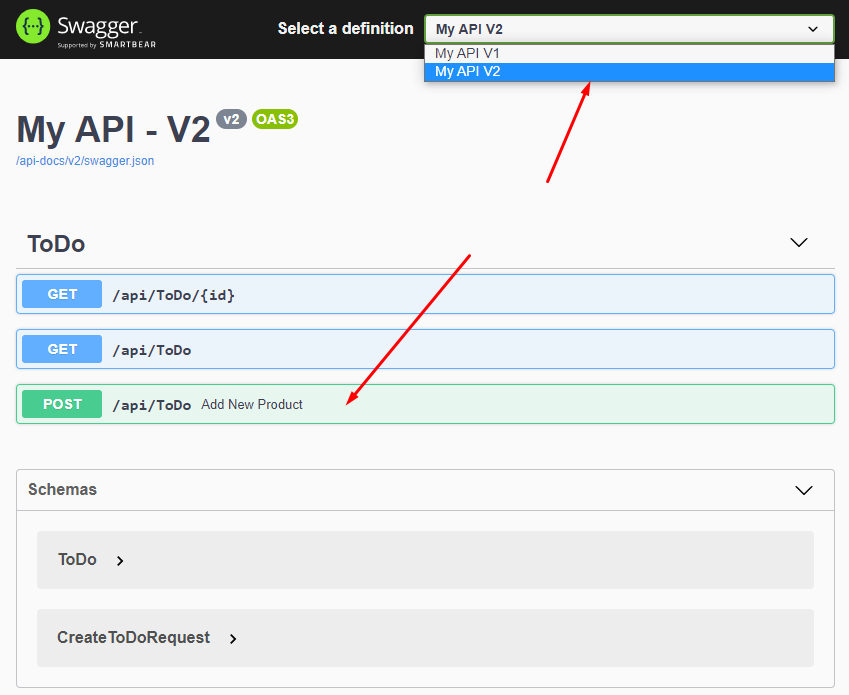 Swagger
Supported by SMARTBEAR
Select a definition
My API V2
My API V1
My API V2
My API - V2 v2 OAS3
/api-docs/v2/swagger.json
ToDo
GET /api/ToDo/{id}
GET /api/ToDo
POST /api/ToDo Add New Product
Schemas
ToDo
CreateToDoRequest